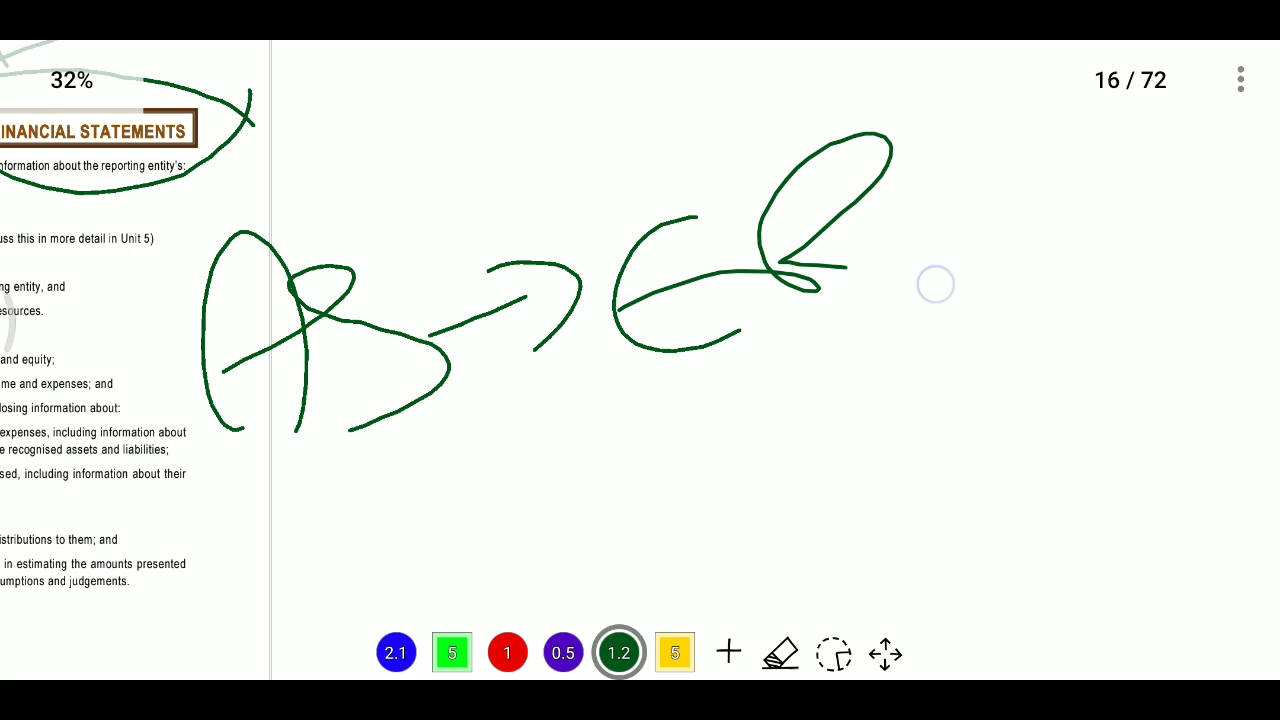 32%
16 / 72
INANCIAL STATEMENTS
nformation about the reporting entity's:
uss this in more detail in Unit 5)
ng entity, and
esources.
and equity;
me and expenses; and
losing information about:
expenses, including information about
e recognised assets and liabilities;
sed, including information about their
istributions to them; and
in estimating the amounts presented
umptions and judgements.
2.1 5 1 0.5 1.2 5